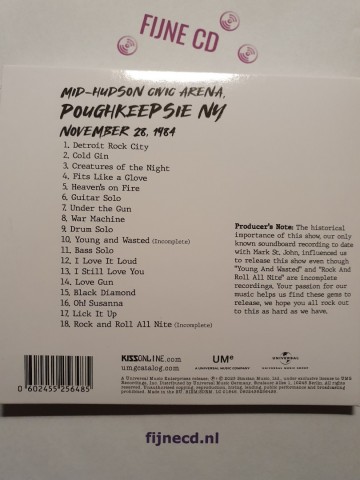 FIJNE CD
MID-HUDSON CIVIC ARENA,
POUGHKEEPSIE NY
NOVEMBER 28, 1984
1. Detroit Rock City
2. Cold Gin
3. Creatures of the Night
4. Fits Like a Glove
5. Heaven's on Fire
6. Guitar Solo
7. Under the Gun
8. War Machine
9. Drum Solo
10. Young and Wasted (Incomplete)
11. Bass Solo
12. I Love It Loud
13. I Still Love You
14. Love Gun
15. Black Diamond
16. Oh! Susanna
17. Lick It Up
18. Rock and Roll All Nite (Incomplete)
Producer's Note: The historical
importance of this show, our only
known soundboard recording to date
with Mark St. John, influenced us
to release this show even though
"Young And Wasted" and "Rock And
Roll All Nite" are incomplete
recordings. Your passion for our
music helps us find these gems to
release, we hope you all rock out
to this as hard as we have.
0 602455 256485
KISSONLINE.com
umgcatalog.com
UMe
A UNIVERSAL MUSIC COMPANY
UNIVERSAL
A UNIVERSAL MUSIC GROUP COMPANY
fijnecd.nl